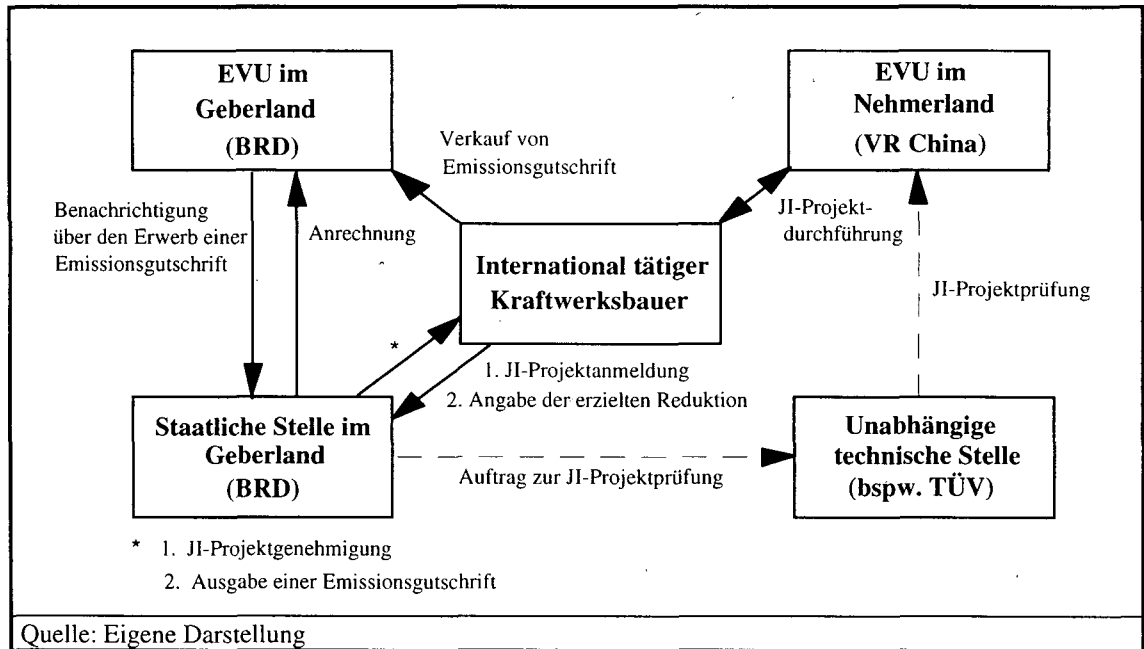 EVU im
Geberland
(BRD)
EVU im
Nehmerland
(VR China)
Verkauf von
Emissionsgutschrift
Benachrichtigung
über den Erwerb einer
Emissionsgutschrift
Anrechnung
JI-Projekt-
durchführung
International tätiger
Kraftwerksbauer
JI-Projektprüfung
*
1. JI-Projektanmeldung
2. Angabe der erzielten Reduktion
Staatliche Stelle im
Geberland
(BRD)
Auftrag zur JI-Projektprüfung
Unabhängige
technische Stelle
(bspw. TÜV)
* 1. JI-Projektgenehmigung
2. Ausgabe einer Emissionsgutschrift
Quelle: Eigene Darstellung